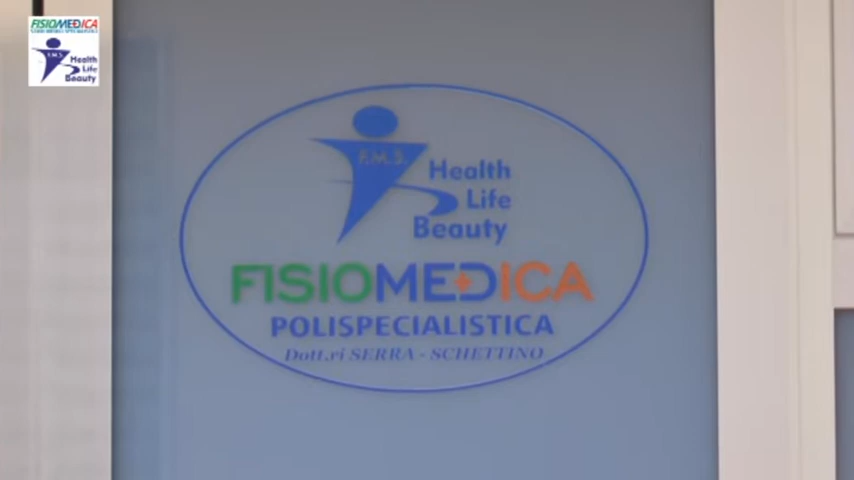 FISIOMEDICA
F.M.S.
Health
Life
Beauty
F.M.S.
Health
Life
Beauty
FISIOMEDICA
POLISPECIALISTICA
Dott.ri SERRA - SCHETTINO